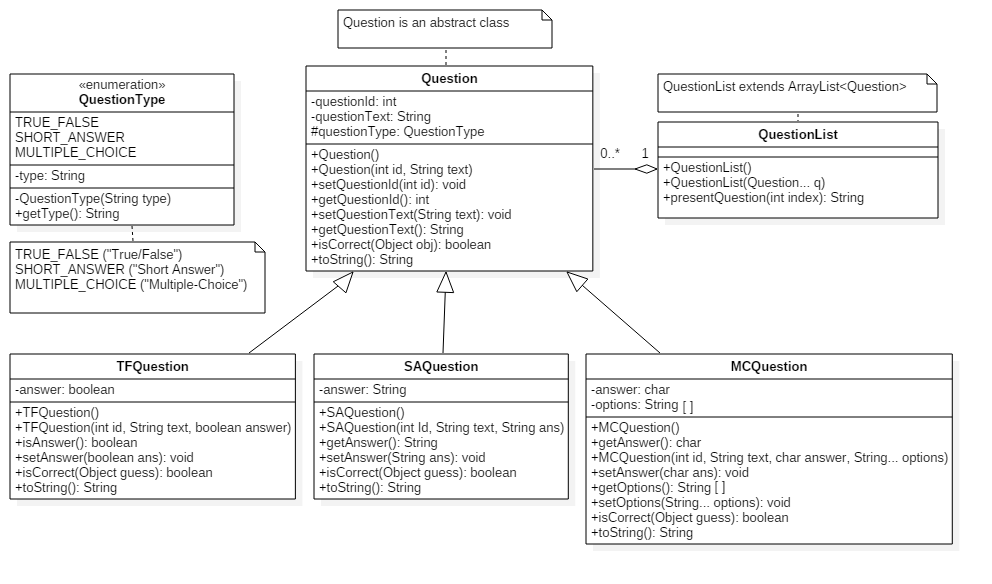 Question is an abstract class
«enumeration»
QuestionType
TRUE_FALSE
SHORT_ANSWER
MULTIPLE_CHOICE
-type: String
-QuestionType(String type)
+getType(): String
TRUE_FALSE ("True/False")
SHORT_ANSWER ("Short Answer")
MULTIPLE_CHOICE ("Multiple-Choice")
Question
-questionId: int
-questionText: String
#questionType: QuestionType
+Question()
+Question(int id, String text)
+setQuestionId(int id): void
+getQuestionId(): int
+setQuestionText(String text): void
+getQuestionText(): String
+isCorrect(Object obj): boolean
+toString(): String
0..*
1
QuestionList extends ArrayList<Question>
QuestionList
+QuestionList()
+QuestionList(Question... q)
+presentQuestion(int index): String
TFQuestion
-answer: boolean
+TFQuestion()
+TFQuestion(int id, String text, boolean answer)
+isAnswer(): boolean
+setAnswer(boolean ans): void
+isCorrect(Object guess): boolean
+toString(): String
SAQuestion
-answer: String
+SAQuestion()
+SAQuestion(int Id, String text, String ans)
+getAnswer(): String
+setAnswer(String ans): void
+isCorrect(Object guess): boolean
+toString(): String
MCQuestion
-answer: char
-options: String [ ]
+MCQuestion()
+getAnswer(): char
+MCQuestion(int id, String text, char answer, String... options)
+setAnswer(char ans): void
+getOptions(): String [ ]
+setOptions(String... options): void
+isCorrect(Object guess): boolean
+toString(): String